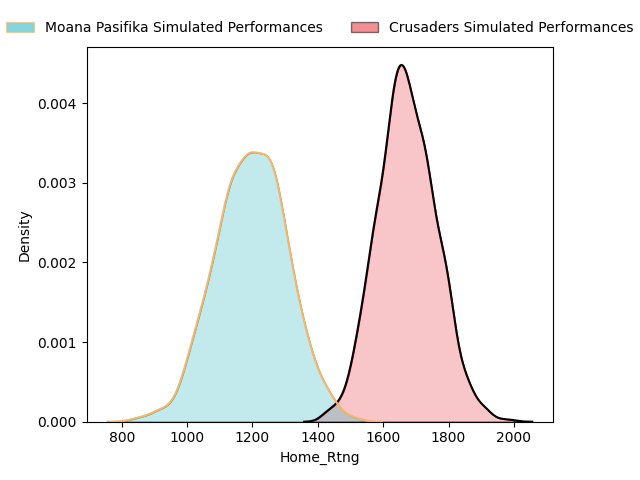 Moana Pasifika Simulated Performances Crusaders Simulated Performances
0.004
0.003
0.002
0.001
0.000
Density
800 1000 1200 1400 1600 1800 2000
Home_Rtng